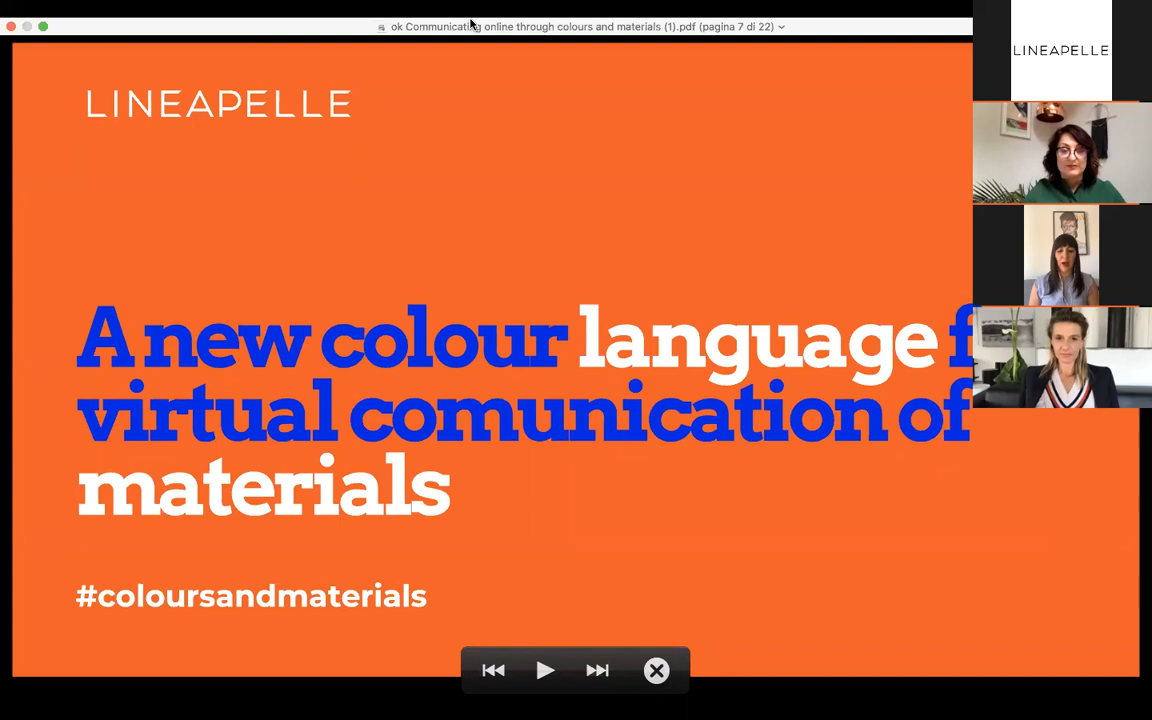 ok Communicating online through colours and materials (1).pdf (pagina 7 di 22)
LINEAPELLE
LINEAPELLE
A new colour language f
virtual comunication of
materials
#coloursandmaterials